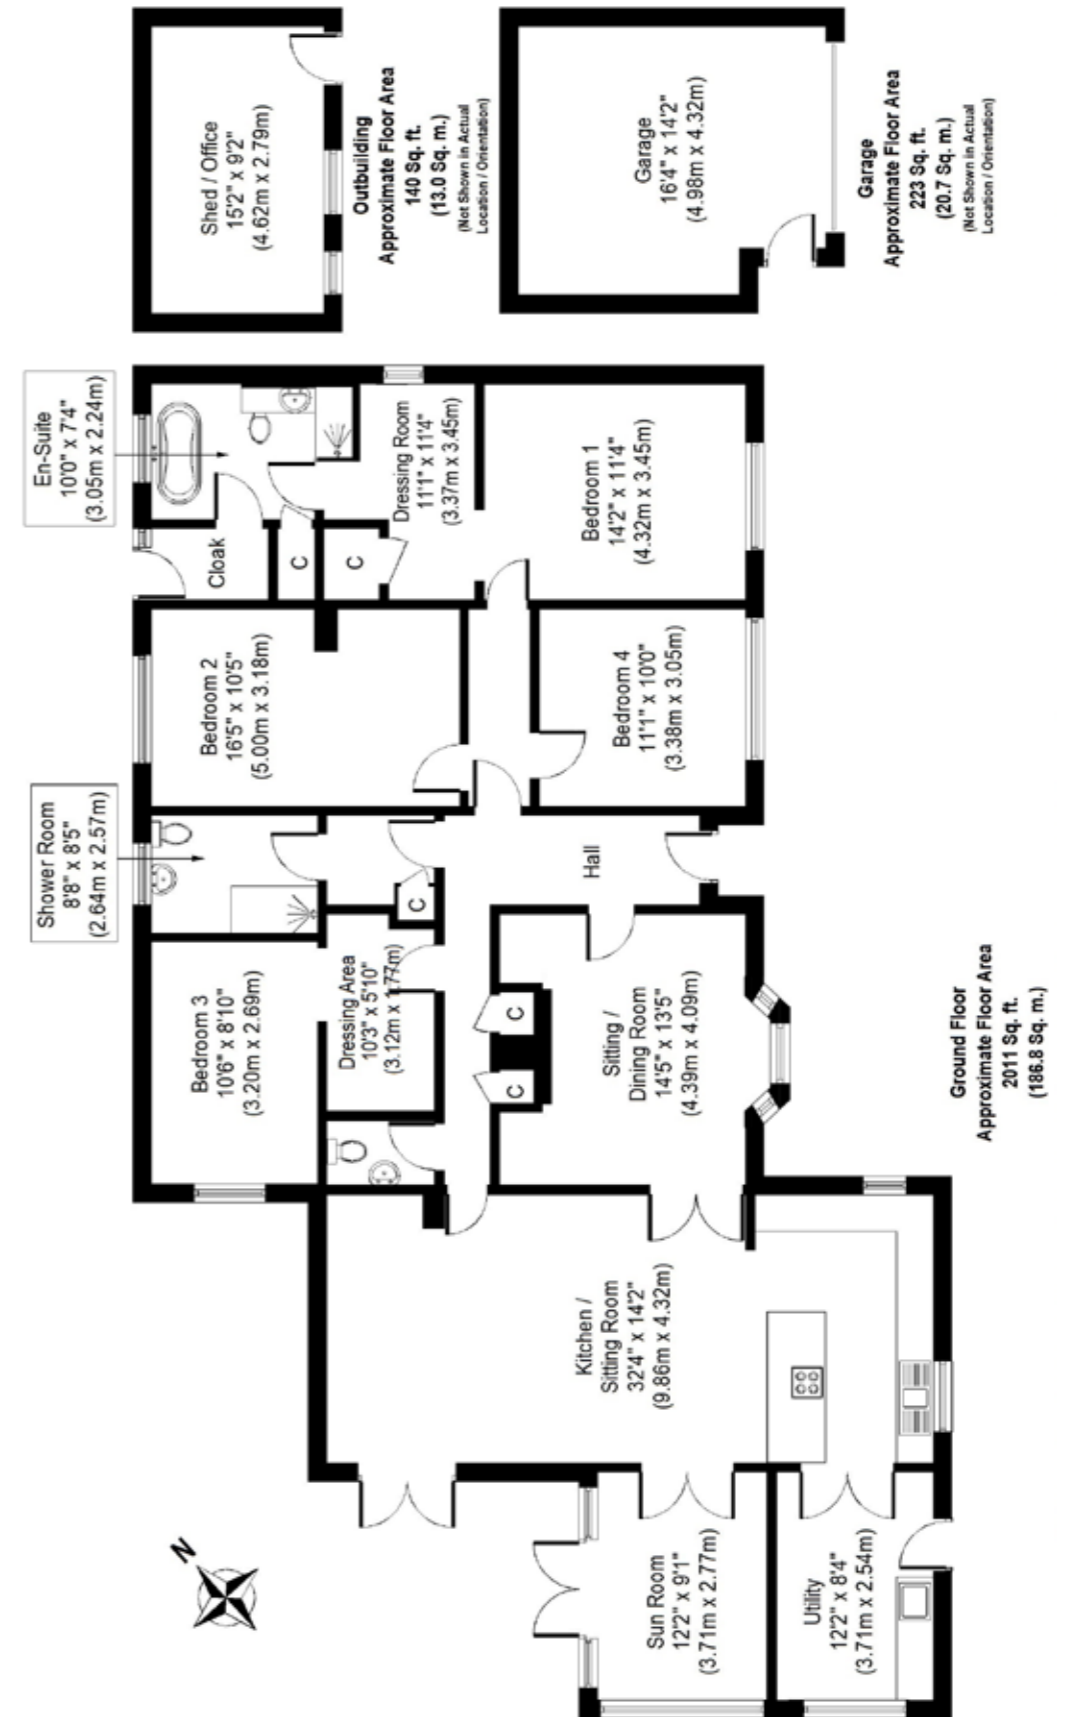 En-Suite
10'0" x 7'4"
(3.05m x 2.24m)
Shower Room
8'8" x 8'5"
(2.64m x 2.57m)
Shed / Office
15'2" x 9'2"
(4.62m x 2.79m)
Outbuilding
Approximate Floor Area
140 Sq. ft.
(13.0 Sq. m.)
(Not Shown in Actual
Location / Orientation)
Garage
16'4" x 14'2"
(4.98m x 4.32m)
Garage
Approximate Floor Area
223 Sq. ft.
(20.7 Sq. m.)
(Not Shown in Actual
Location / Orientation)
Cloak
C
C
Dressing Room
11'1" x 11'4"
(3.37m x 3.45m)
Bedroom 1
14'2" x 11'4"
(4.32m x 3.45m)
Bedroom 2
16'5" x 10'5"
(5.00m x 3.18m)
Bedroom 4
11'1" x 10'0"
(3.38m x 3.05m)
Hall
C
Bedroom 3
10'6" x 8'10"
(3.20m x 2.69m)
Dressing Area
10'3" x 5'10"
(3.12m x 1.77m)
C
C
Sitting /
Dining Room
14'5" x 13'5"
(4.39m x 4.09m)
Kitchen /
Sitting Room
32'4" x 14'2"
(9.86m x 4.32m)
N
Sun Room
12'2" x 9'1"
(3.71m x 2.77m)
Utility
12'2" x 8'4"
(3.71m x 2.54m)
Ground Floor
Approximate Floor Area
2011 Sq. ft.
(186.8 Sq. m.)